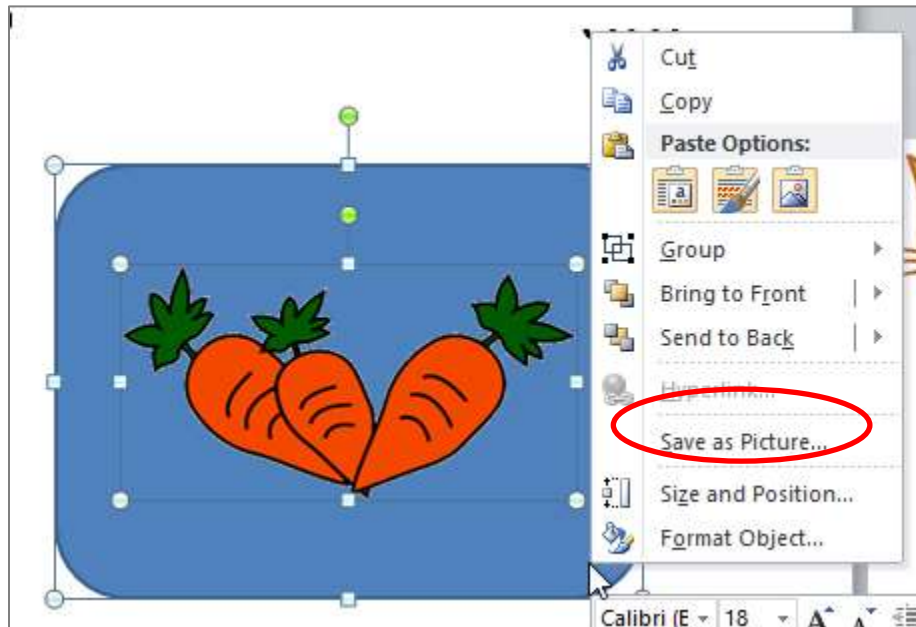 Cut
Copy
Paste Options:
a
Group
Bring to Front
Send to Back
Hyperlink...
Save as Picture...
Size and Position...
Format Object...
Calibri (E 18 A A